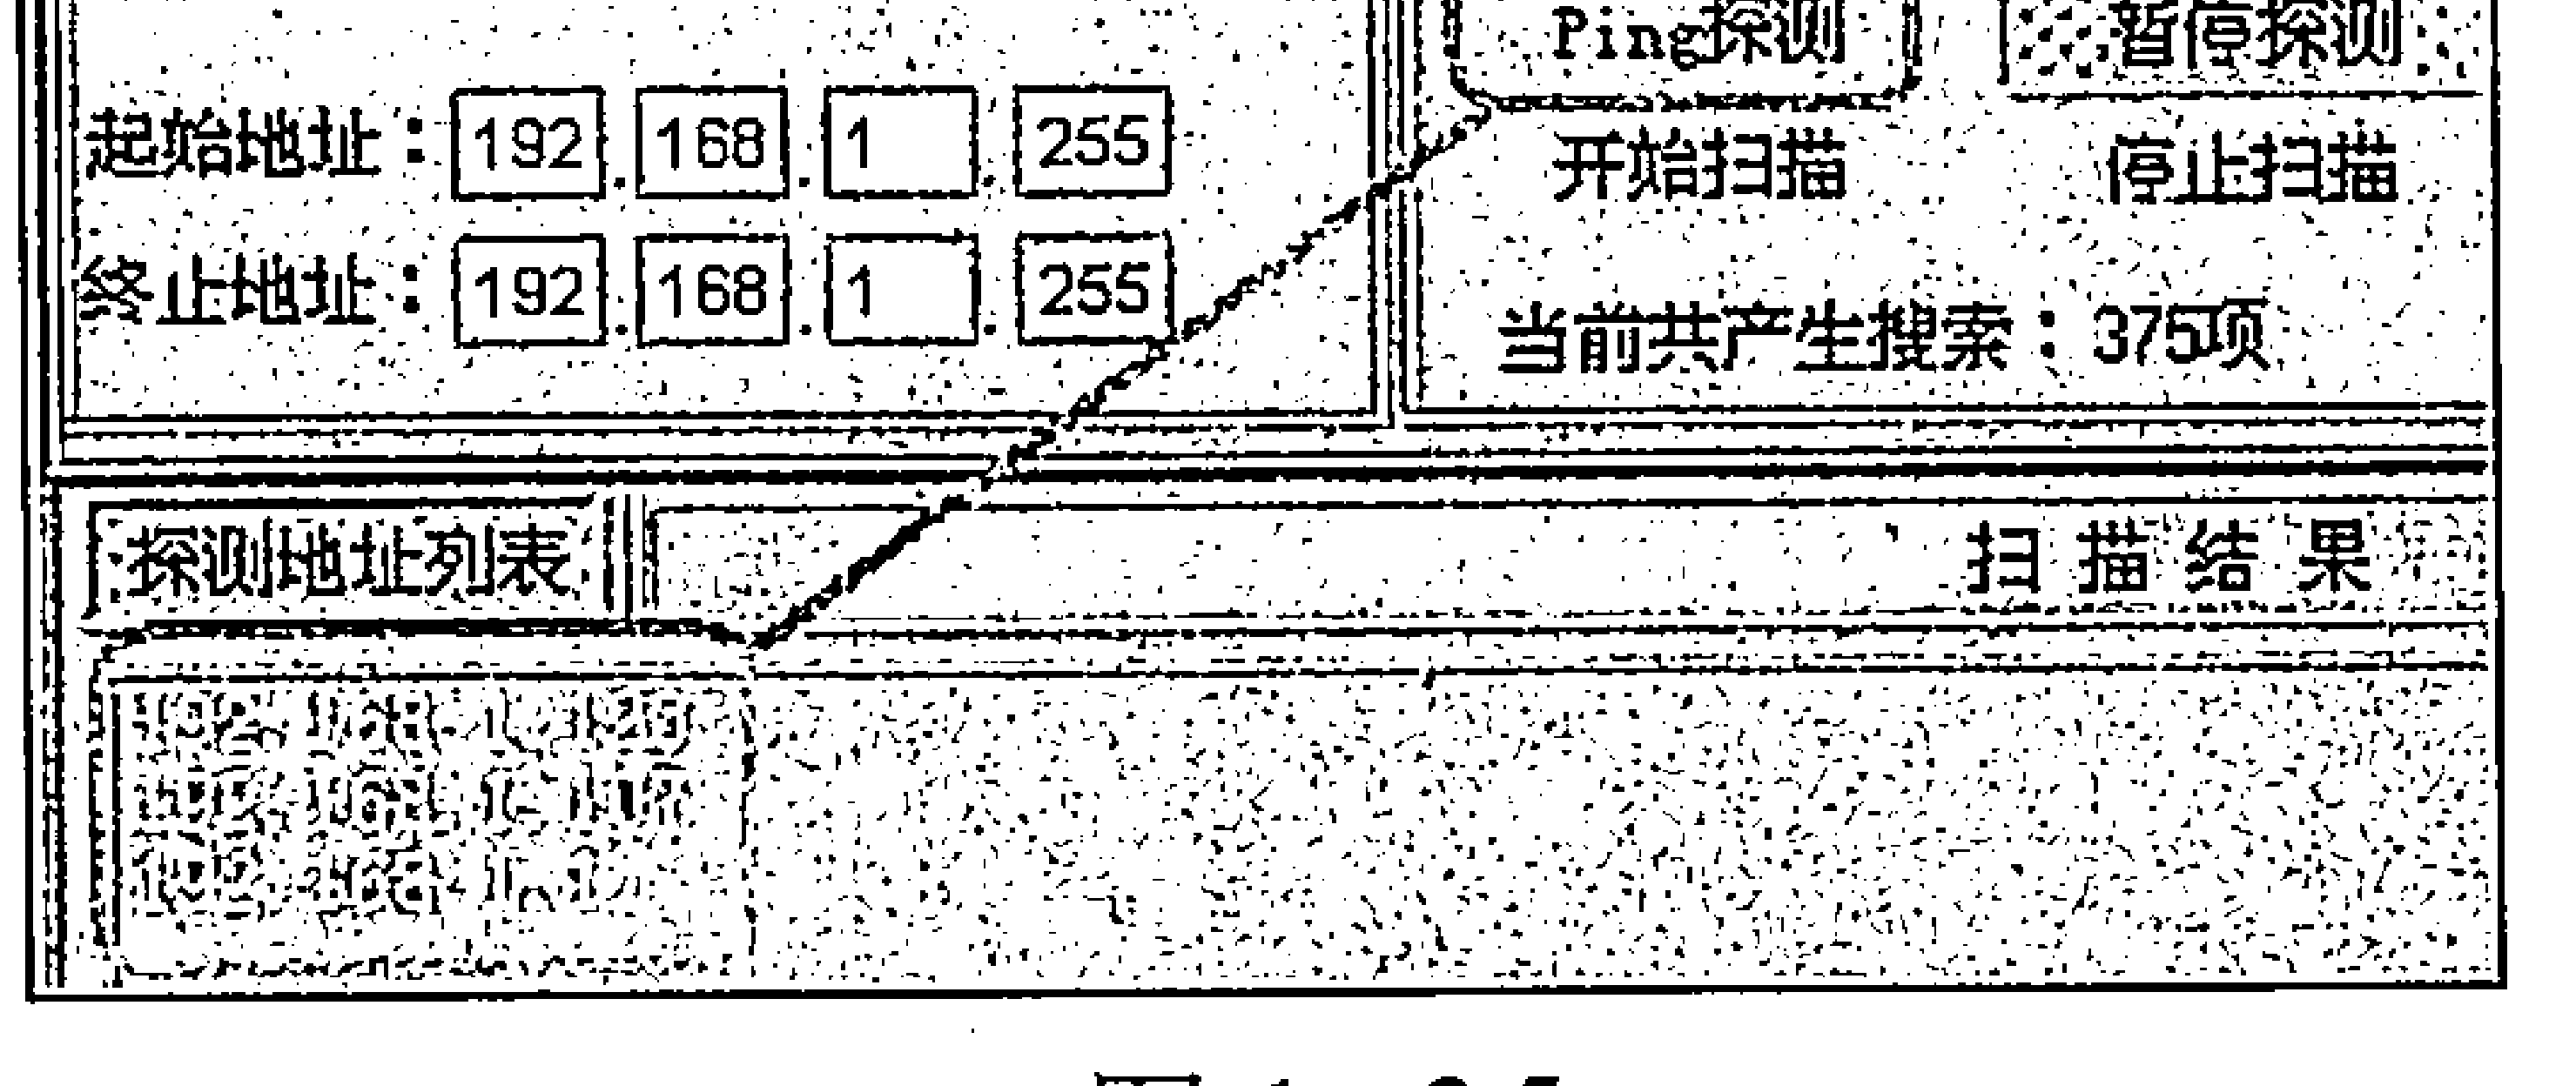 Ping探测 暂停探测
起始地址：192.168.1.255
开始扫描 停止扫描
终止地址：192.168.1.255
当前共产生搜索：375项
探测地址列表 扫描结果